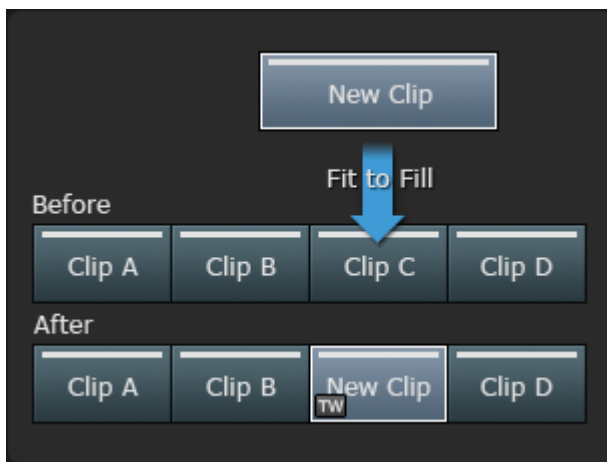 New Clip
Fit to Fill
Before
Clip A Clip B Clip C Clip D
After
Clip A Clip B New Clip Clip D
TW